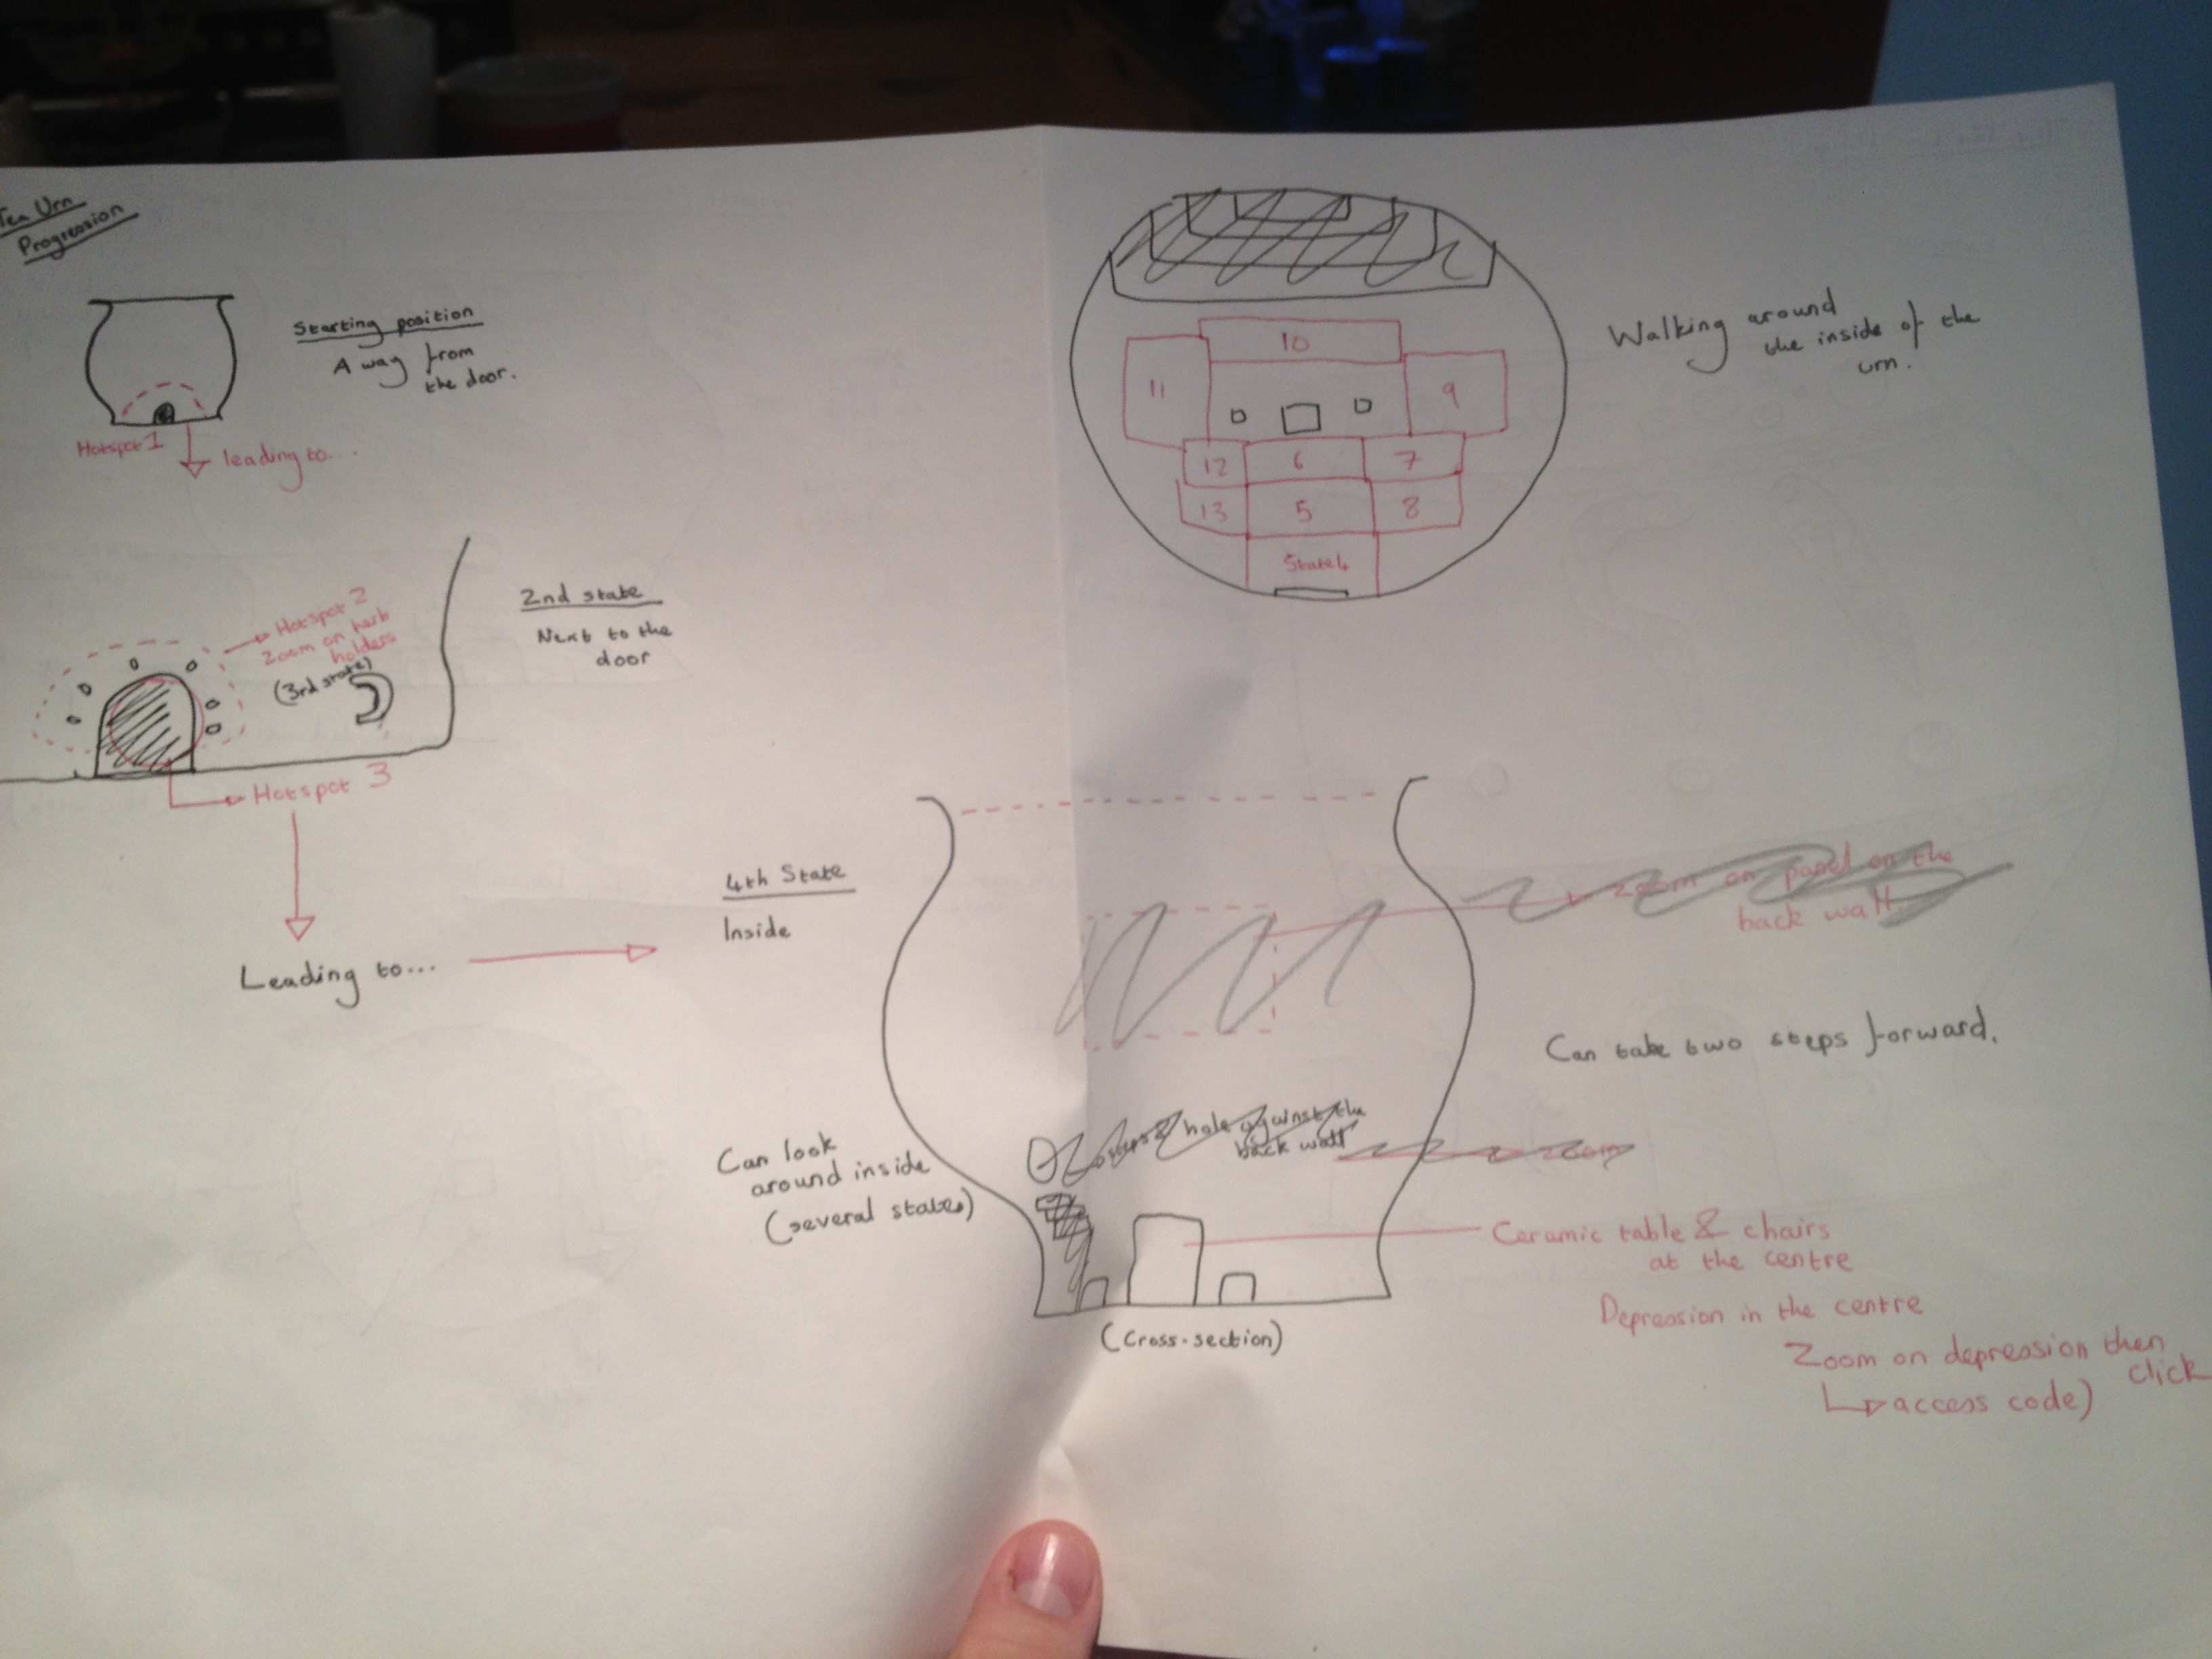 Tea Urn
Progression
Starting position
A way from
the door.
Hotspot 1
leading to...
2nd state
Next to the
door
Hotspot 2
Zoom on herb
holders
(3rd state)
Hotspot 3
Leading to...
4th State
Inside
Can look
around inside
(several states)
10
11
9
12
6
7
13
5
8
State 4
Walking around
the inside of the
urn.
Zoom on panel on the
back wall
Can take two steps forward.
steps & hole against the
back wall
zoom
Ceramic table & chairs
at the centre
Depression in the centre
Zoom on depression then
click
access code)
(Cross-section)